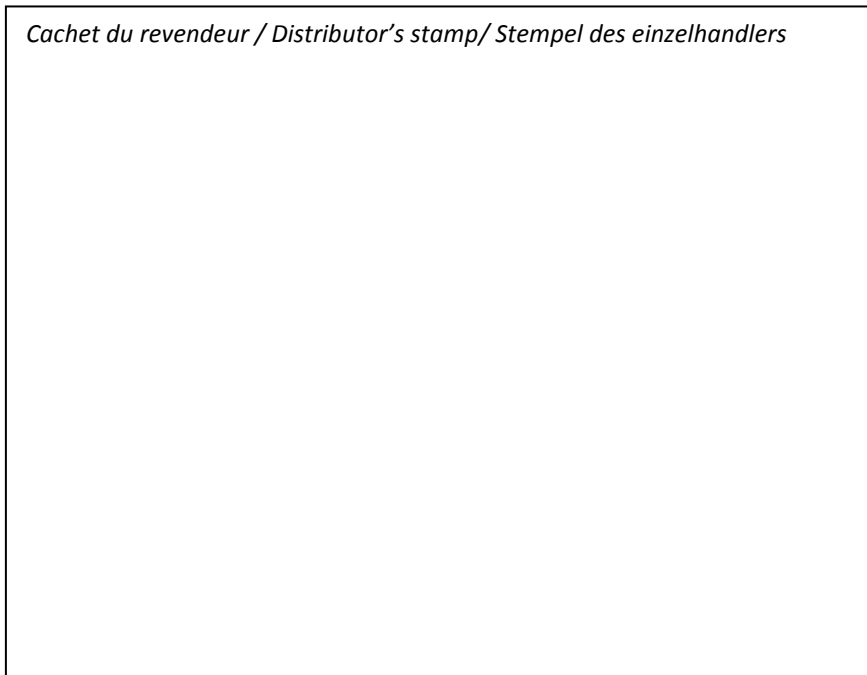 Cachet du revendeur / Distributor’s stamp/ Stempel des einzelhandlers